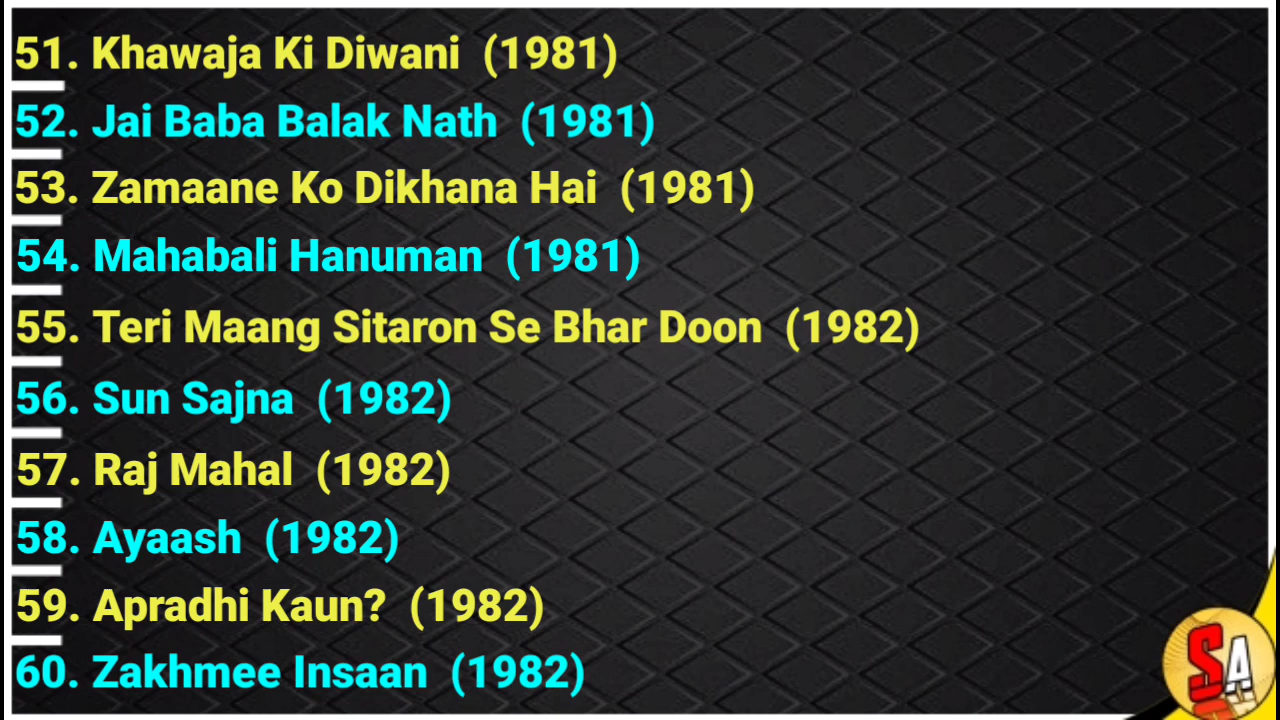 51. Khawaja Ki Diwani (1981)
52. Jai Baba Balak Nath (1981)
53. Zamaane Ko Dikhana Hai (1981)
54. Mahabali Hanuman (1981)
55. Teri Maang Sitaron Se Bhar Doon (1982)
56. Sun Sajna (1982)
57. Raj Mahal (1982)
58. Ayaash (1982)
59. Apradhi Kaun? (1982)
60. Zakhmee Insaan (1982)
SA